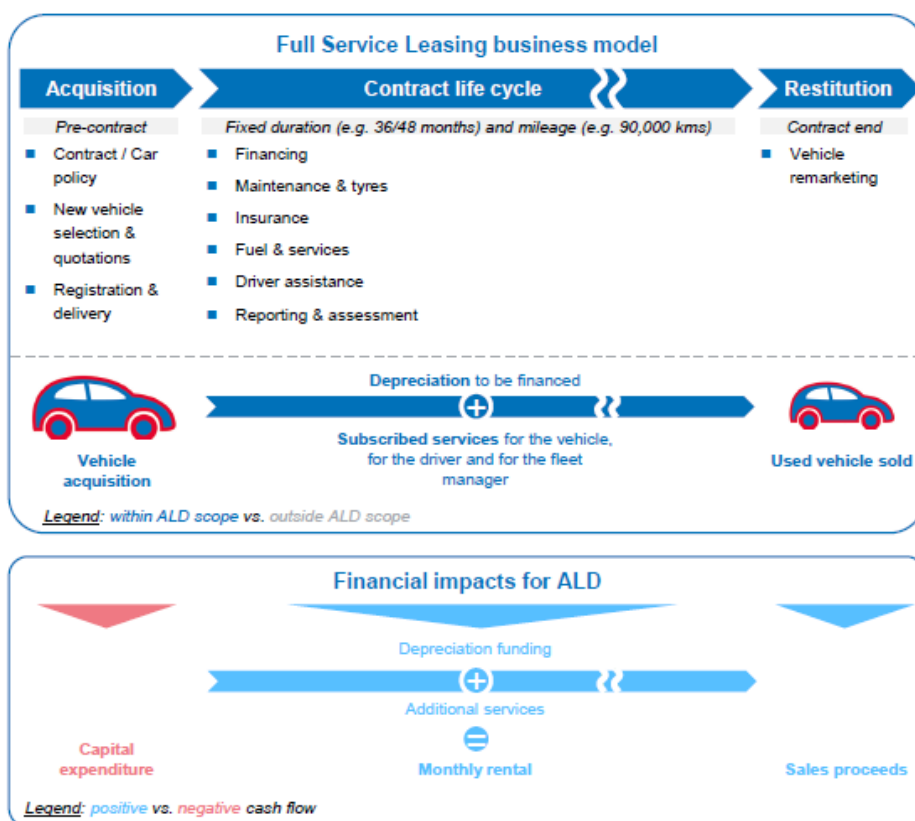 Full Service Leasing business model
Acquisition
Contract life cycle
Restitution
Pre-contract
Fixed duration (e.g. 36/48 months) and mileage (e.g. 90,000 kms)
Contract end
Contract / Car
policy
New vehicle
selection &
quotations
Registration &
delivery
Financing
Maintenance & tyres
Insurance
Fuel & services
Driver assistance
Reporting & assessment
Vehicle
remarketing
Depreciation to be financed
Subscribed services for the vehicle,
for the driver and for the fleet
manager
Vehicle
acquisition
Used vehicle sold
Legend: within ALD scope vs. outside ALD scope
Financial impacts for ALD
Depreciation funding
Additional services
Capital
expenditure
Monthly rental
Sales proceeds
Legend: positive vs. negative cash flow